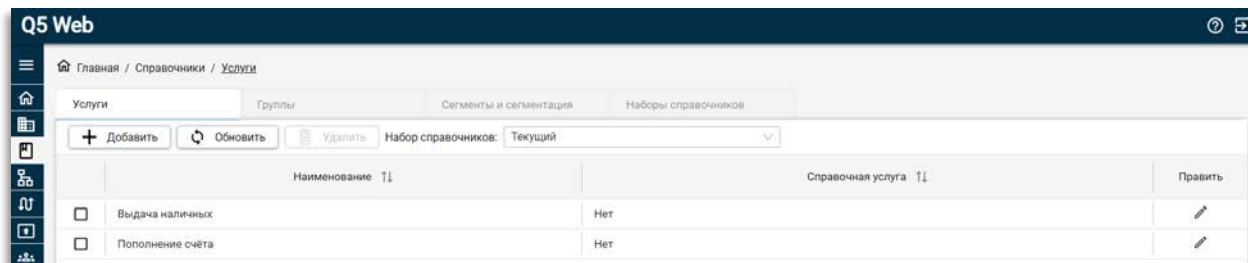 Q5 Web
Главная / Справочники / Услуги
Услуги Группы Сегменты и сегментация Наборы справочников
Добавить Обновить Удалить Набор справочников: Текущий
Наименование Справочная услуга Править
Выдача наличных Нет
Пополнение счёта Нет